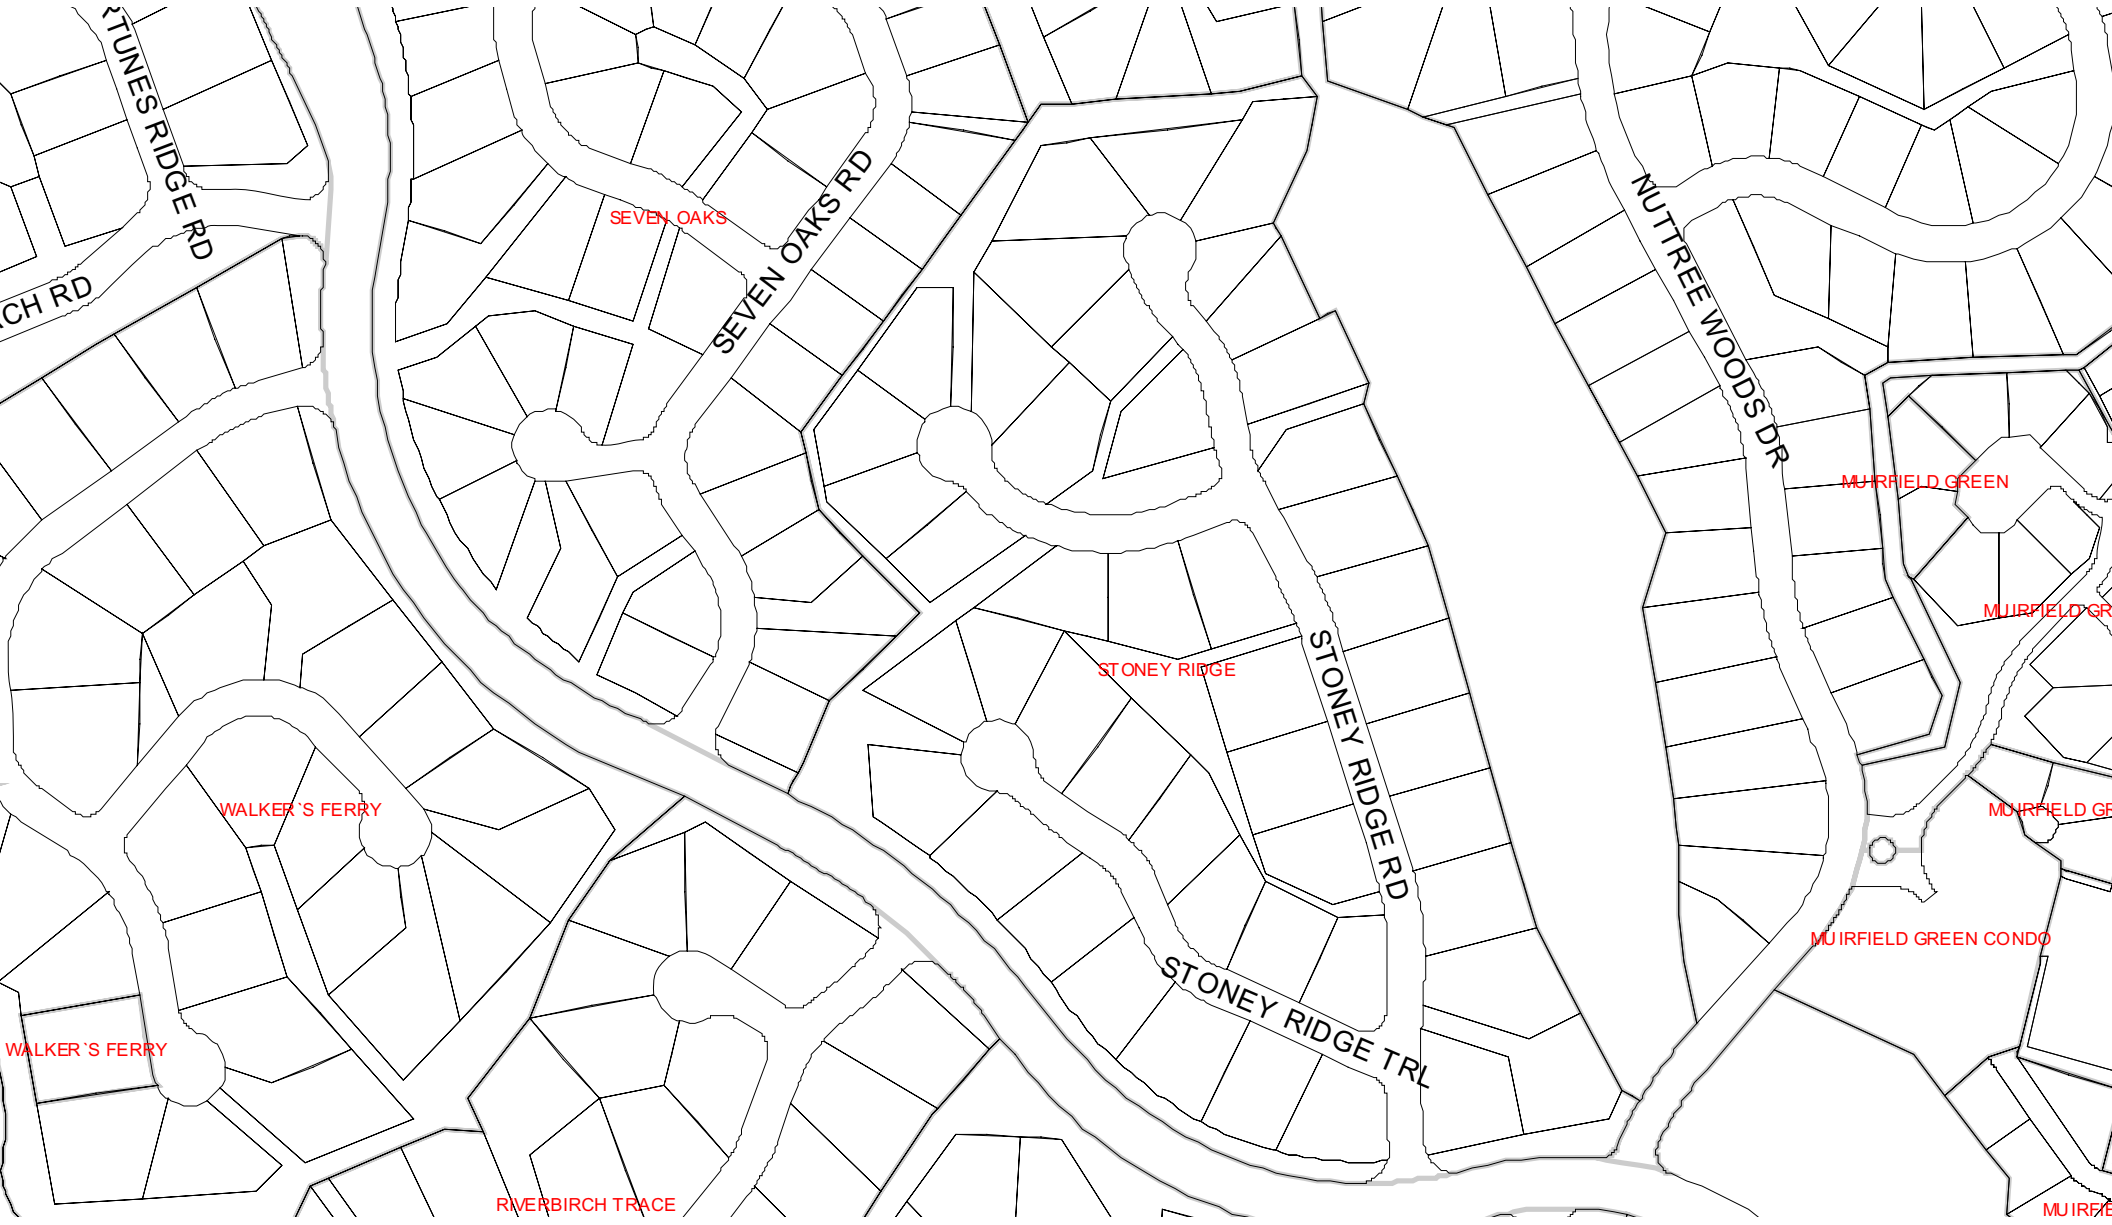 RTUNES RIDGE RD
SEVEN OAKS
SEVEN OAKS RD
NUTTREE WOODS DR
CH RD
MUIRFIELD GREEN
MUIRFIELD GR
STONEY RIDGE
STONEY RIDGE RD
WALKER`S FERRY
MUIRFIELD GR
MUIRFIELD GREEN CONDO
STONEY RIDGE TRL
WALKER`S FERRY
RIVERBIRCH TRACE
MUIRFIE